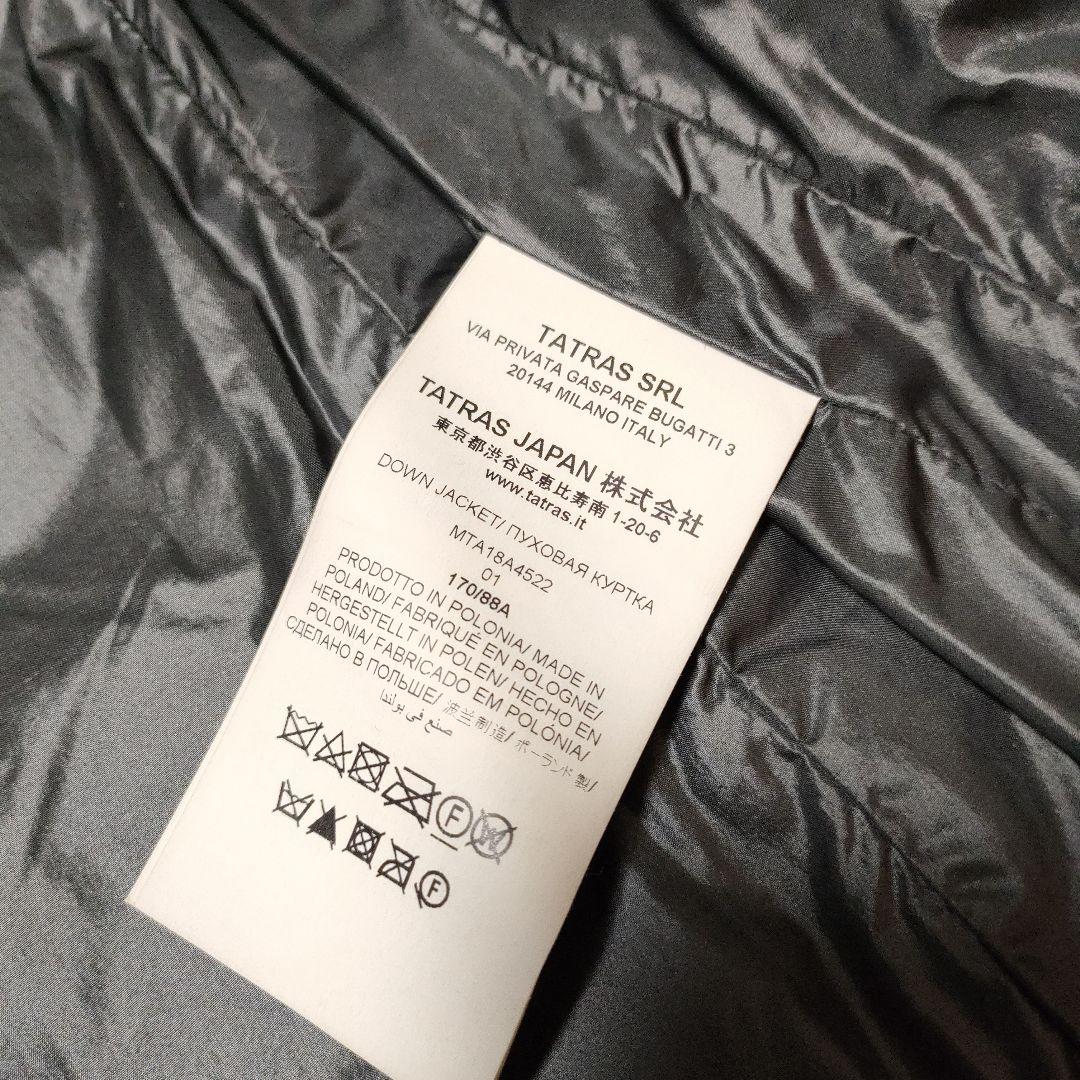 TATRAS SRL
VIA PRIVATA GASPARE BUGATTI 3
20144 MILANO ITALY
TATRAS JAPAN 株式会社
東京都渋谷区恵比寿南 1-20-6
www.tatras.it
DOWN JACKET/ ПУХОВАЯ КУРТКА
MTA18A4522
01
170/88A
PRODOTTO IN POLONIA/ MADE IN
POLAND/ FABRIQUÉ EN POLOGNE/
HERGESTELLT IN POLEN/ HECHO EN
POLONIA/ FABRICADO EM POLÓNIA/
СДЕЛАНО В ПОЛЬШЕ/ 波兰制造/ ポーランド製/
صنع في بولندا
F W
F